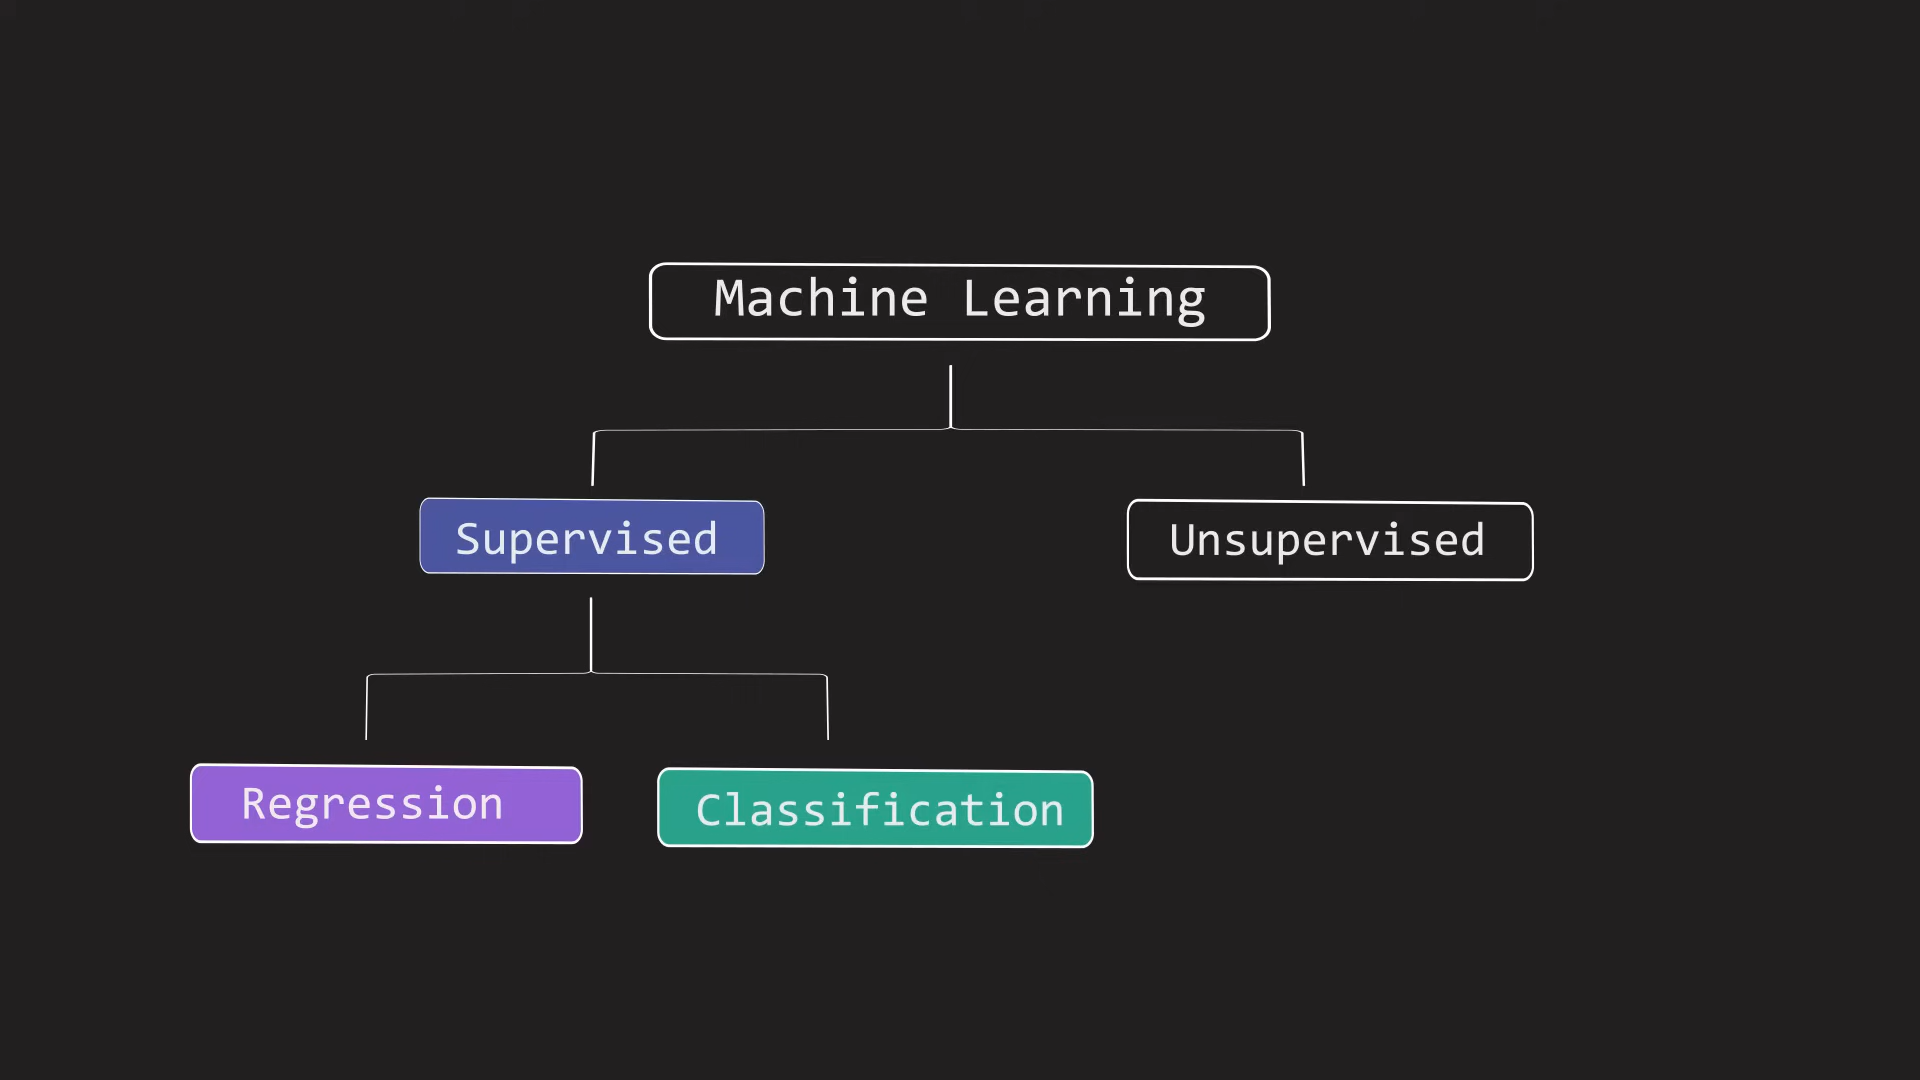 Machine Learning
Supervised
Unsupervised
Regression
Classification